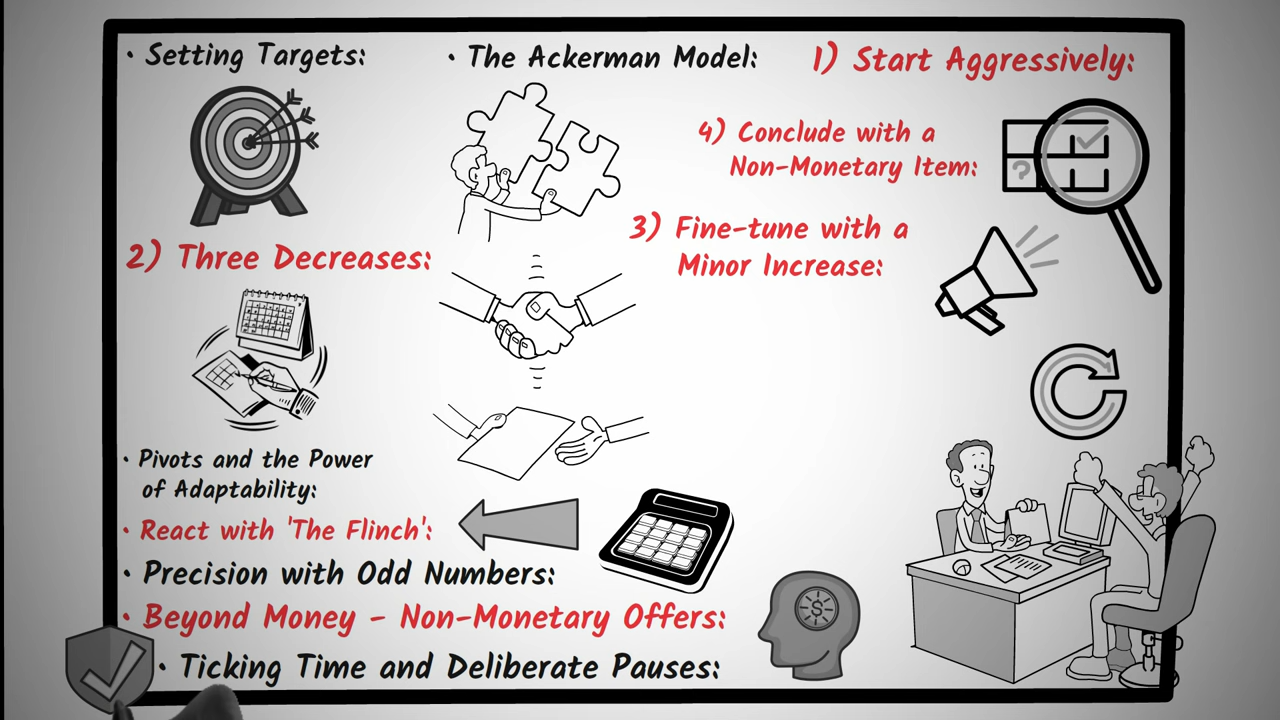 • Setting Targets:
• The Ackerman Model:
1) Start Aggressively:
4) Conclude with a
Non-Monetary Item:
3) Fine-tune with a
Minor Increase:
2) Three Decreases:
• Pivots and the Power
of Adaptability:
• React with 'The Flinch':
• Precision with Odd Numbers:
• Beyond Money - Non-Monetary Offers:
• Ticking Time and Deliberate Pauses:
?
$